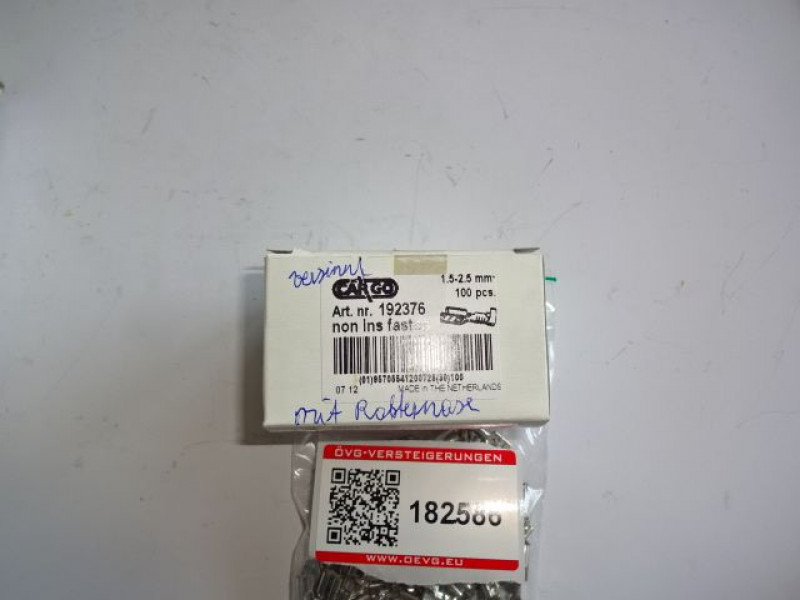 verzinnt
CARGO
1.5-2.5 mm²
100 pcs.
Art. nr. 192376
non ins fast
07 12
MADE in THE NETHERLANDS
mit Rasternase
ÖVG-VERSTEIGERUNGEN
182586
WWW.OEVG.EU